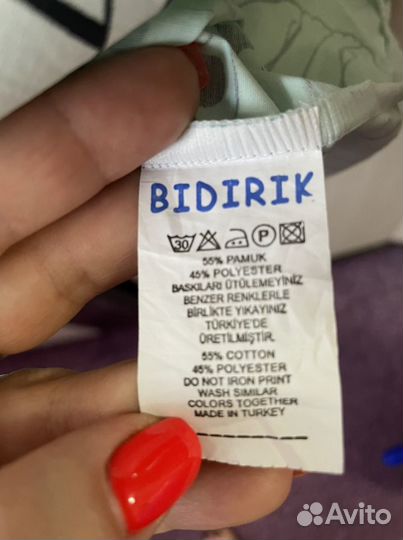 BIDIRIK
30 P
55% PAMUK
45% POLYESTER
BASKILARI ÜTÜLEMEYİNİZ
BENZER RENKLERLE
BİRLİKTE YIKAYINIZ
TÜRKİYE'DE
ÜRETİLMİŞTİR.
55% COTTON
45% POLYESTER
DO NOT IRON PRINT
WASH SIMILAR
COLORS TOGETHER
MADE IN TURKEY
Avito